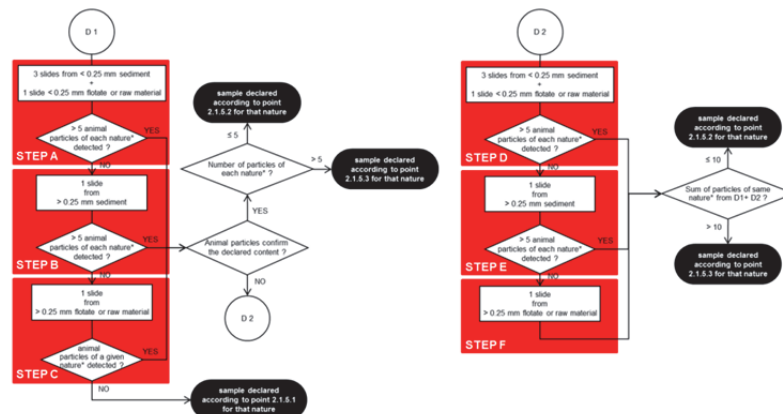 D 1
3 slides from < 0.25 mm sediment
+
1 slide < 0.25 mm flotate or raw material
> 5 animal
particles of each nature*
detected ?
YES
STEP A
NO
1 slide
from
> 0.25 mm sediment
> 5 animal
particles of each nature*
detected ?
YES
STEP B
NO
1 slide
from
> 0.25 mm flotate or raw material
animal
particles of a given
nature* detected ?
YES
STEP C
NO
sample declared
according to point 2.1.5.1
for that nature
sample declared
according to point
2.1.5.2 for that nature
≤ 5
Number of particles of
each nature* ?
> 5
sample declared
according to point
2.1.5.3 for that nature
YES
Animal particles confirm
the declared content ?
NO
D 2
D 2
3 slides from < 0.25 mm sediment
+
1 slide < 0.25 mm flotate or raw material
> 5 animal
particles of each nature*
detected ?
YES
STEP D
NO
1 slide
from
> 0.25 mm sediment
> 5 animal
particles of each nature*
detected ?
YES
STEP E
NO
1 slide
from
> 0.25 mm flotate or raw material
STEP F
sample declared
according to point
2.1.5.2 for that nature
≤ 10
Sum of particles of same
nature* from D1+ D2 ?
> 10
sample declared
according to point
2.1.5.3 for that nature